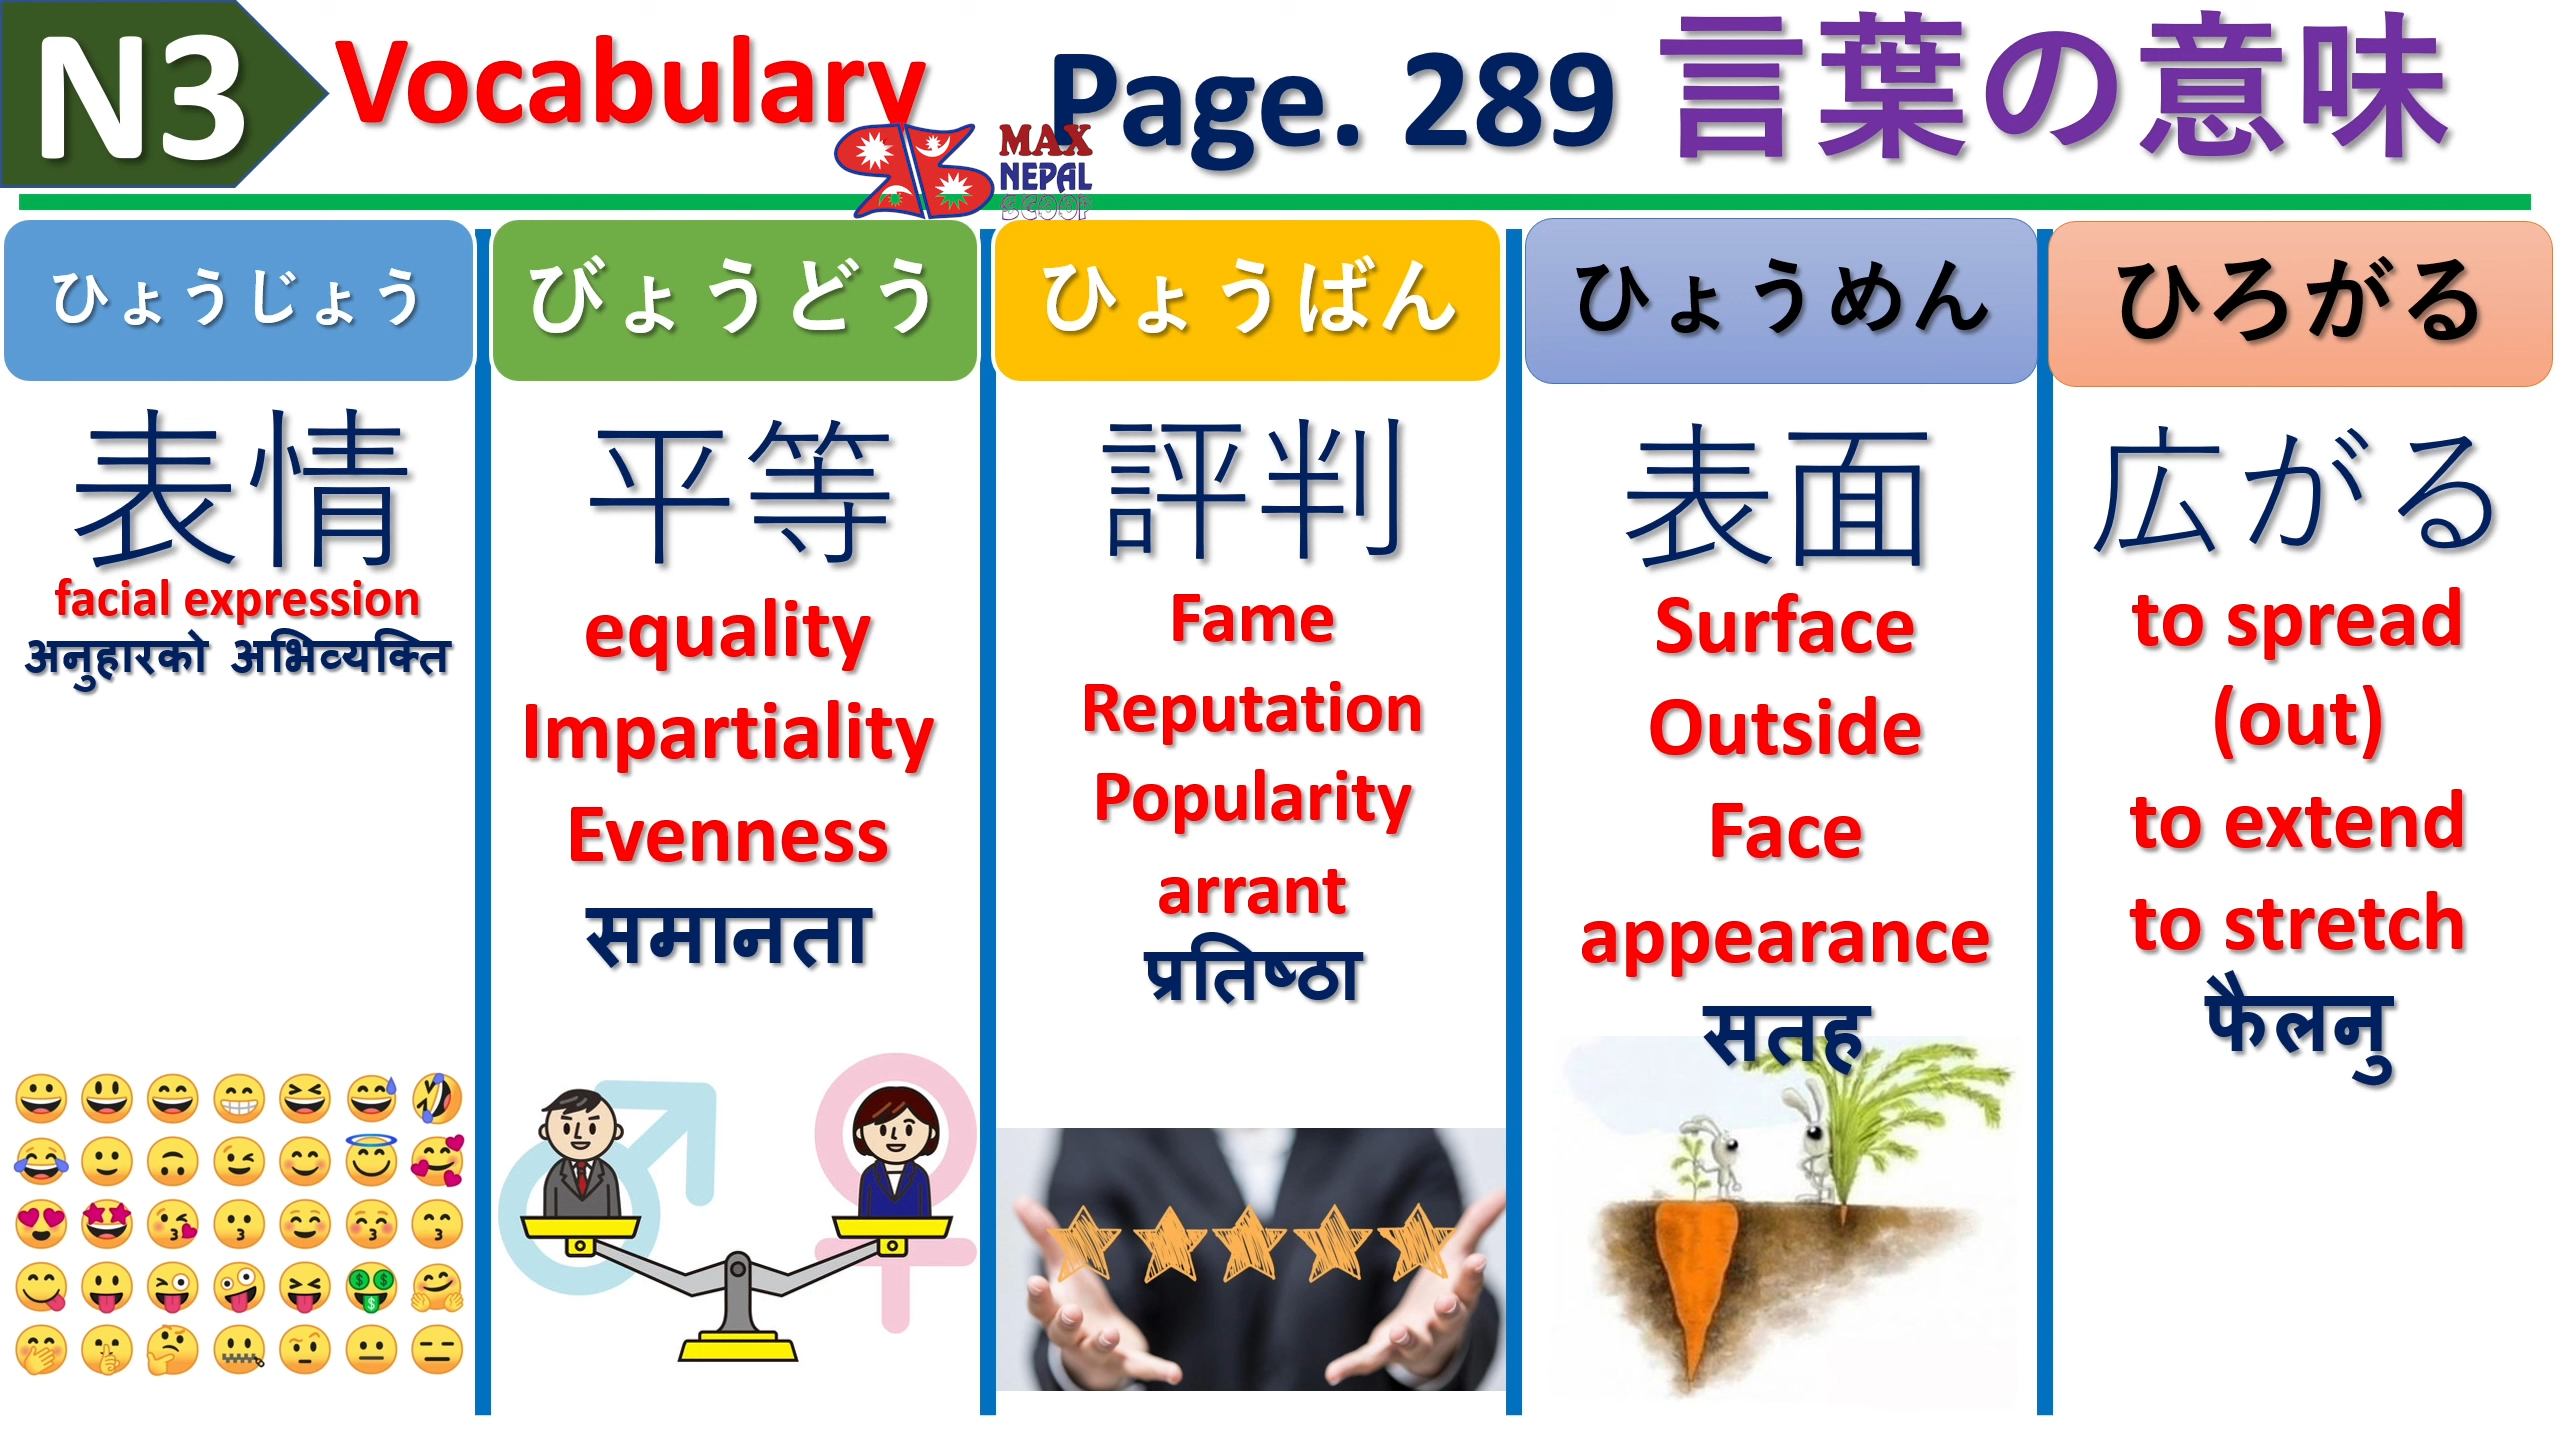 N3
Vocabulary
Page. 289
言葉の意味
MAX
NEPAL
SCOOP
ひょうじょう
表情
facial expression
अनुहारको अभिव्यक्ति
びょうどう
平等
equality
Impartiality
Evenness
समानता
ひょうばん
評判
Fame
Reputation
Popularity
arrant
प्रतिष्ठा
ひょうめん
表面
Surface
Outside
Face
appearance
सतह
ひろがる
広がる
to spread
(out)
to extend
to stretch
फैलनु